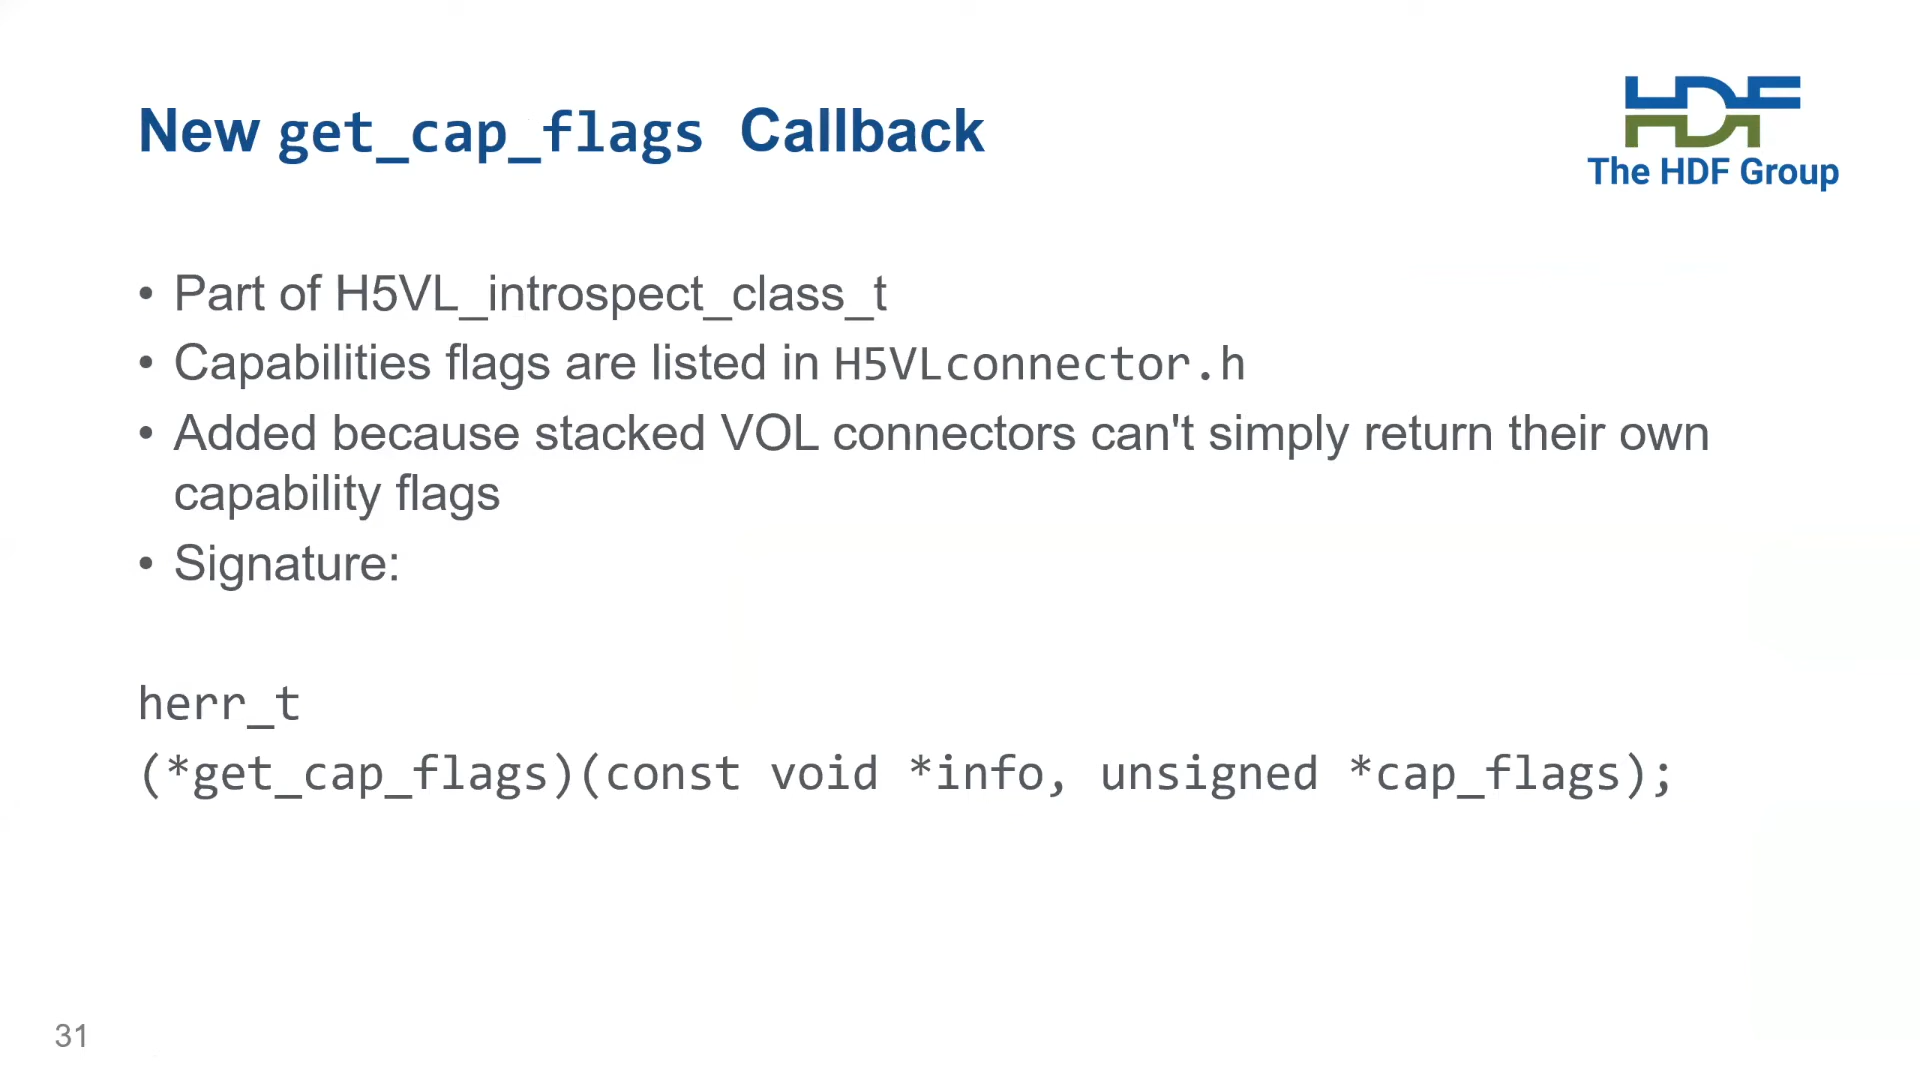 New get_cap_flags Callback
HDF
The HDF Group
• Part of H5VL_introspect_class_t
• Capabilities flags are listed in H5VLconnector.h
• Added because stacked VOL connectors can't simply return their own
capability flags
• Signature:
herr_t
(*get_cap_flags)(const void *info, unsigned *cap_flags);
31